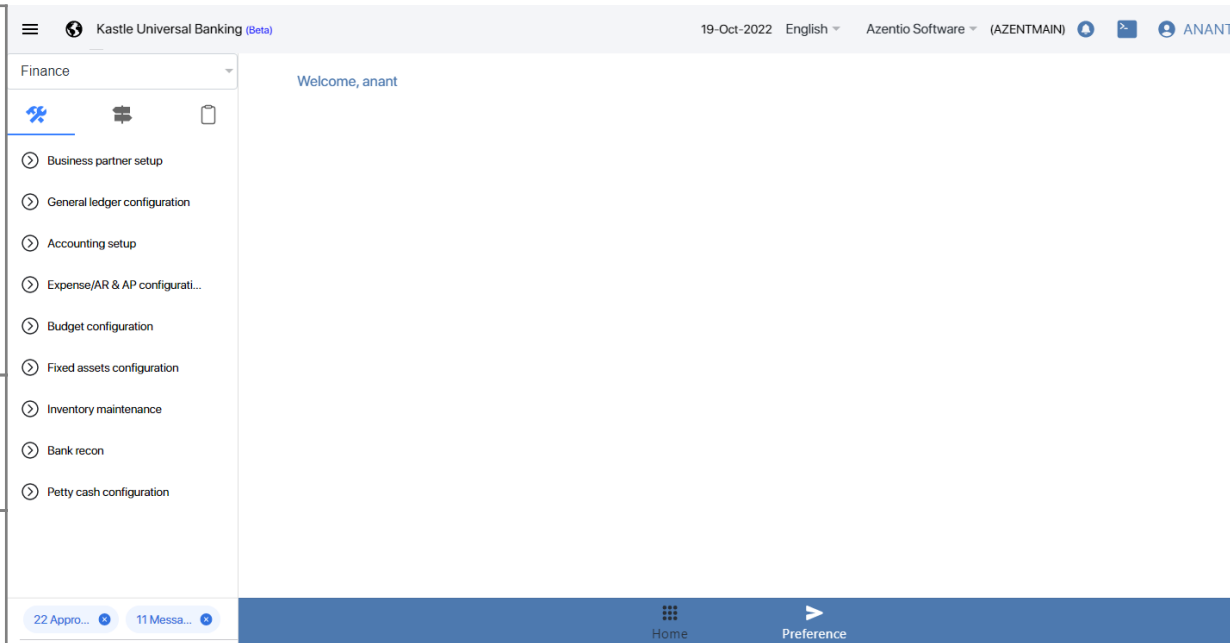 Kastle Universal Banking (Beta)
19-Oct-2022 English Azentio Software (AZENTMAIN) ANANT
Finance
Welcome, anant
Business partner setup
General ledger configuration
Accounting setup
Expense/AR & AP configurati...
Budget configuration
Fixed assets configuration
Inventory maintenance
Bank recon
Petty cash configuration
22 Appro... 11 Messa...
Home Preference